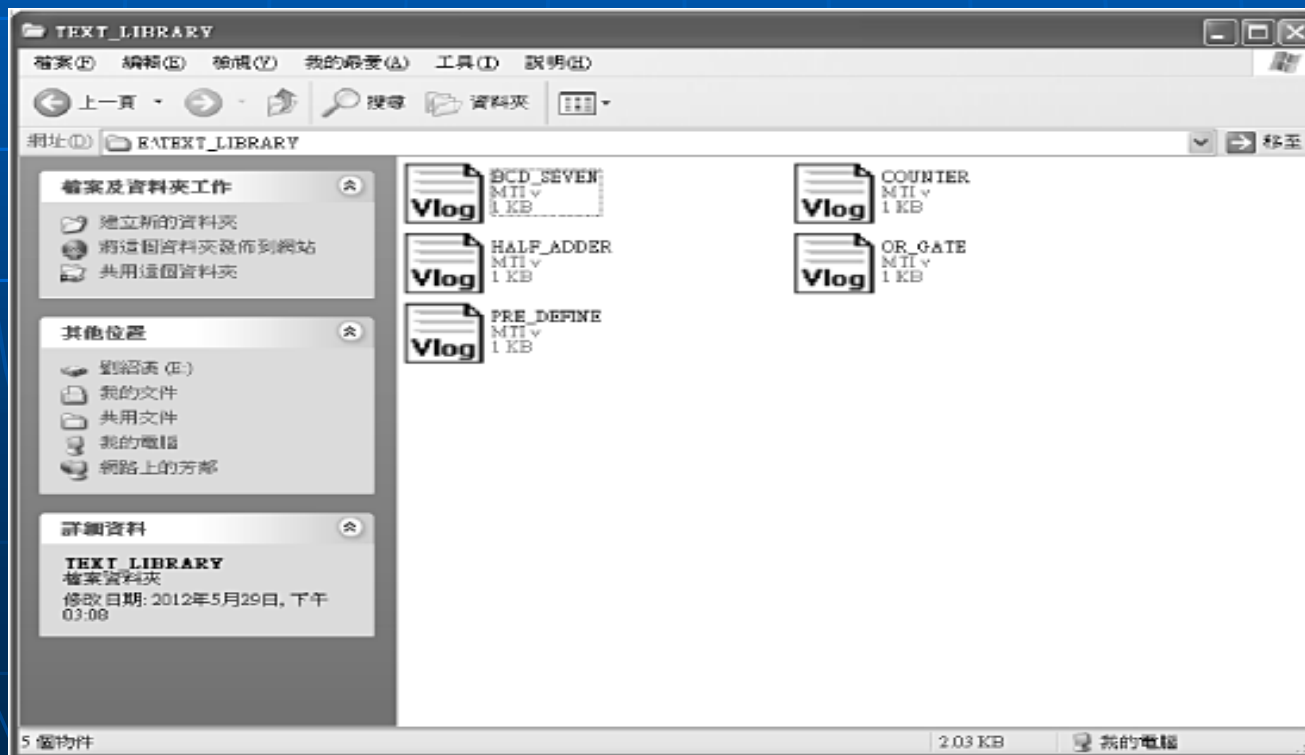 TEXT_LIBRARY
檔案(F) 編輯(E) 檢視(V) 我的最愛(A) 工具(T) 說明(H)
上一頁 搜尋 資料夾
網址(D) E:\TEXT_LIBRARY 移至
檔案及資料夾工作
建立新的資料夾
將這個資料夾發佈到網站
共用這個資料夾
其他位置
(E:)
我的文件
共用文件
我的電腦
網路上的芳鄰
詳細資料
TEXT_LIBRARY
檔案資料夾
修改日期: 2012年5月29日, 下午
03:08
Vlog
BCD_SEVEN
MTI v
1 KB
Vlog
COUNTER
MTI v
1 KB
Vlog
HALF_ADDER
MTI v
1 KB
Vlog
OR_GATE
MTI v
1 KB
Vlog
PRE_DEFINE
MTI v
1 KB
5 個物件 2.03 KB 我的電腦